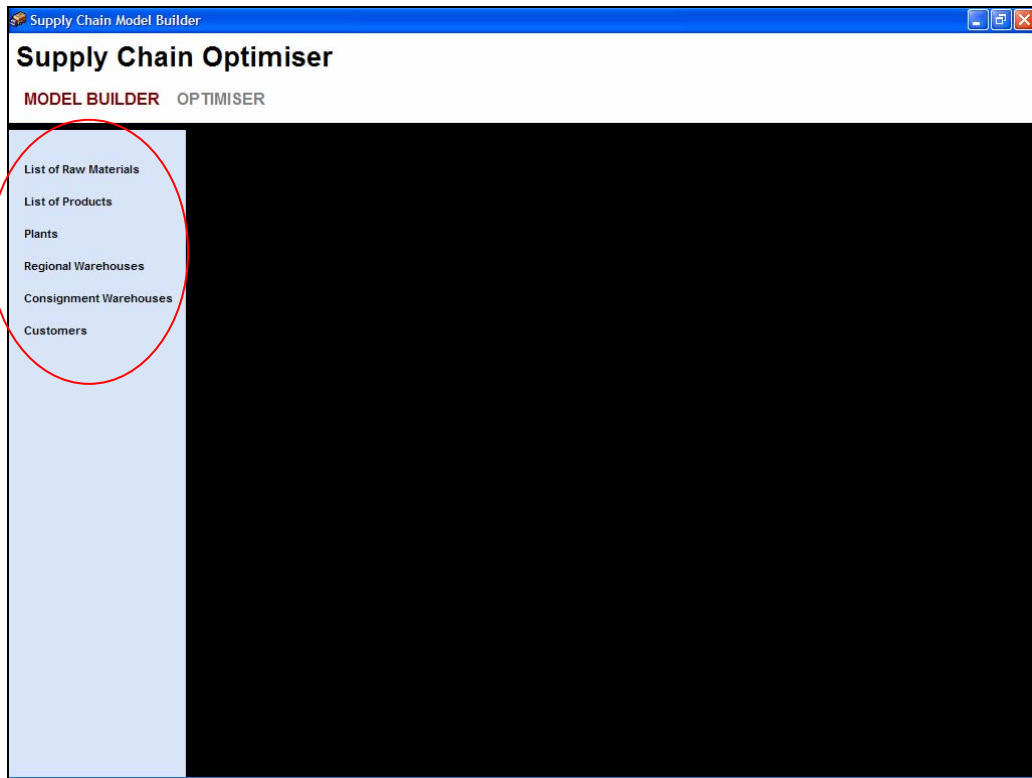 Supply Chain Model Builder
Supply Chain Optimiser
MODEL BUILDER OPTIMISER
List of Raw Materials
List of Products
Plants
Regional Warehouses
Consignment Warehouses
Customers